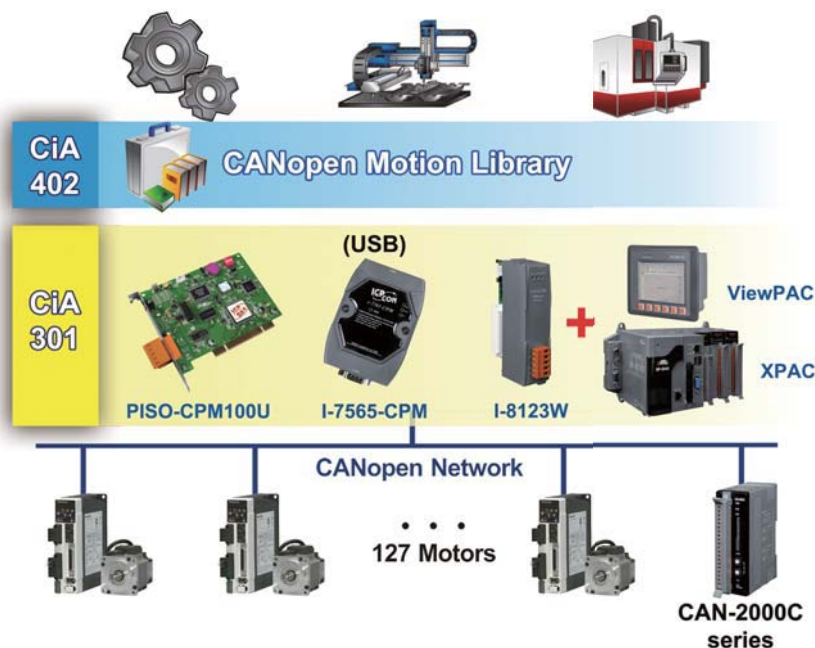 CiA
402
CANopen Motion Library
(USB)
CiA
301
ViewPAC
XPAC
PISO-CPM100U
I-7565-CPM
I-8123W
CANopen Network
• • •
127 Motors
CAN-2000C
series